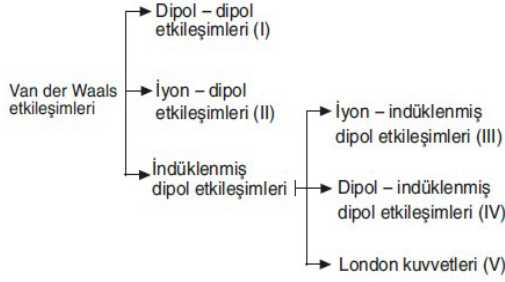 Dipol – dipol
etkileşimleri (I)
Van der Waals
etkileşimleri
İyon – dipol
etkileşimleri (II)
İndüklenmiş
dipol etkileşimleri
İyon – indüklenmiş
dipol etkileşimleri (III)
Dipol – indüklenmiş
dipol etkileşimleri (IV)
London kuvvetleri (V)